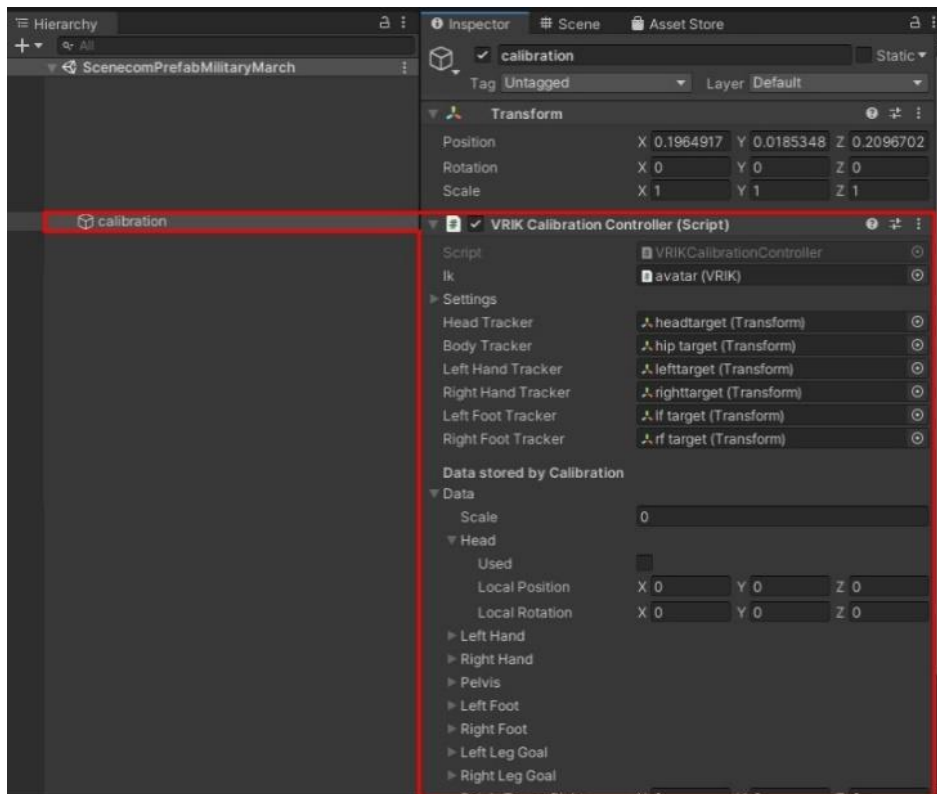 Hierarchy
All
ScenecomPrefabMilitaryMarch
calibration
Inspector Scene Asset Store
calibration Static
Tag Untagged Layer Default
Transform
Position X 0.1964917 Y 0.0185348 Z 0.2096702
Rotation X 0 Y 0 Z 0
Scale X 1 Y 1 Z 1
VRIK Calibration Controller (Script)
Script VRIKCalibrationController
Ik avatar (VRIK)
Settings
Head Tracker headtarget (Transform)
Body Tracker hip target (Transform)
Left Hand Tracker lefttarget (Transform)
Right Hand Tracker righttarget (Transform)
Left Foot Tracker lf target (Transform)
Right Foot Tracker rf target (Transform)
Data stored by Calibration
Data
Scale 0
Head
Used
Local Position X 0 Y 0 Z 0
Local Rotation X 0 Y 0 Z 0
Left Hand
Right Hand
Pelvis
Left Foot
Right Foot
Left Leg Goal
Right Leg Goal